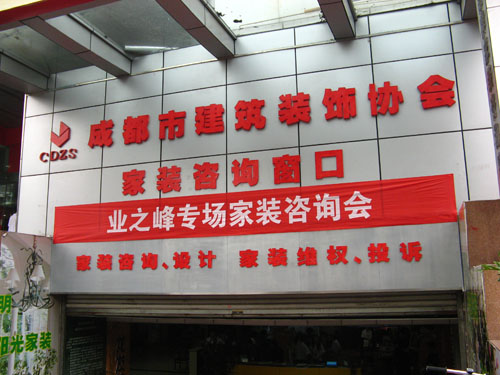 CDZS
成都市建筑装饰协会
家装咨询窗口
业之峰专场家装咨询会
家装咨询、设计 家装维权、投诉
明
阳光家装